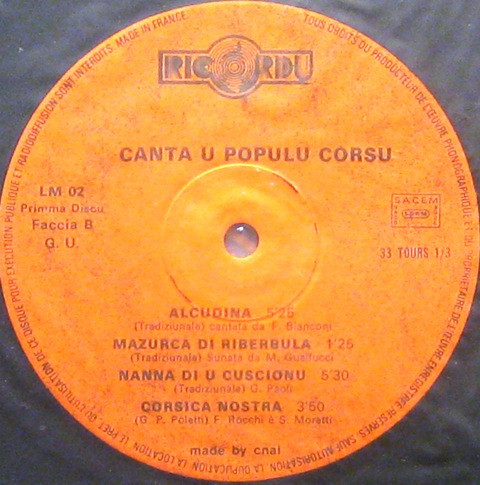 RICORDU
CANTA U POPULU CORSU
LM 02
Primma Discu
Faccia B
G. U.
SACEM
33 TOURS 1/3
ALCUDINA 5'25
(Tradiziunale) cantata da F. Bianconi
MAZURCA DI RIBERBULA 1'25
(Tradiziunale) Sunata da M. Gualfucci
NANNA DI U CUSCIONU 5'30
(Tradiziunale) G. Paoli
CORSICA NOSTRA 3'50
(G. P. Poletti) F. Rocchi è S. Moretti
made by cnai
TOUS DROITS DU PRODUCTEUR DE L'ŒUVRE PHONOGRAPHIQUE ET DU PROPRIETAIRE DE L'ŒUVRE ENREGISTREE RESERVES. SAUF AUTORISATION LA DUPLICATION LA LOCATION LE PRET OU L'UTILISATION DE CE DISQUE POUR EXECUTION PUBLIQUE ET RADIODIFFUSION SONT INTERDITS. MADE IN FRANCE